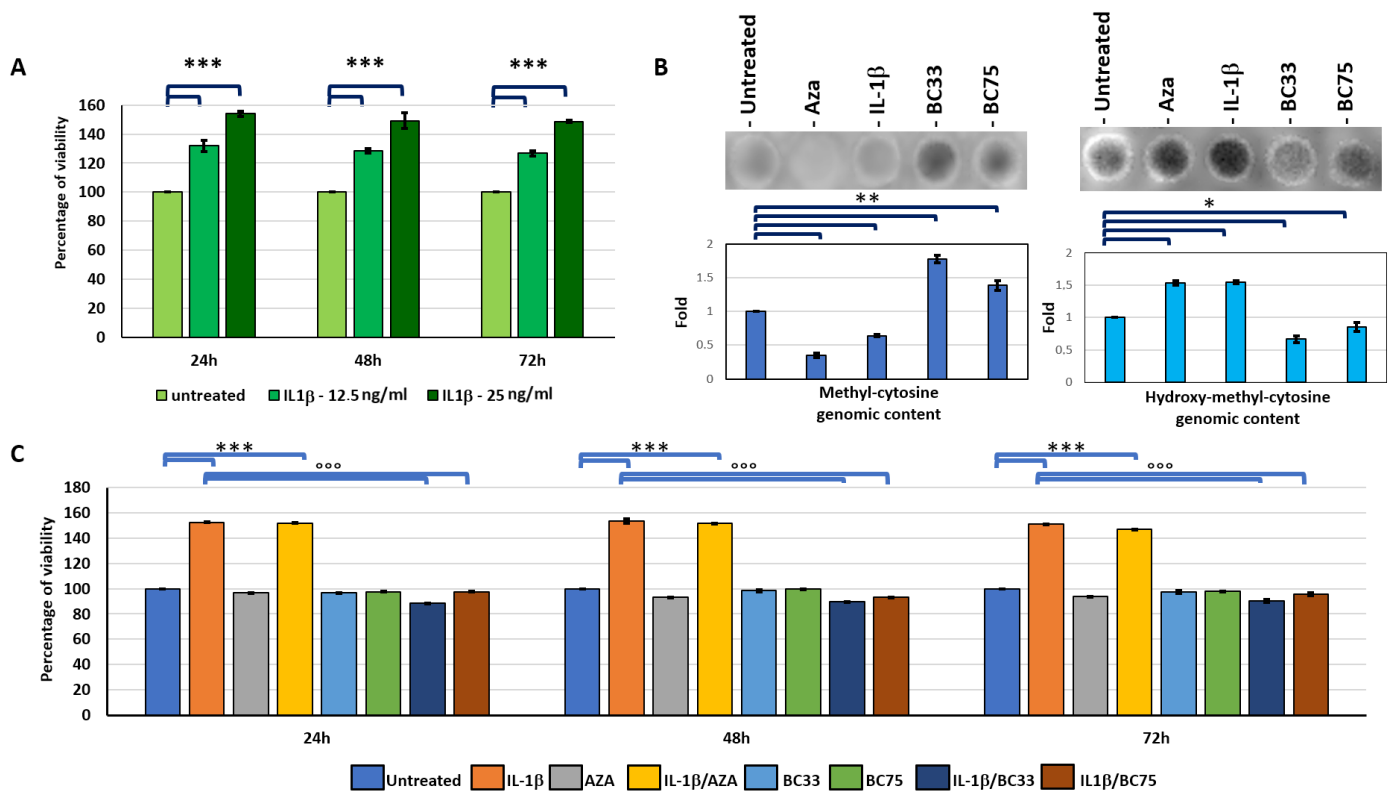 A
***
***
***
Percentage of viability
160
140
120
100
80
60
40
20
0
24h
48h
72h
untreated
IL1β - 12.5 ng/ml
IL1β - 25 ng/ml
B
- Untreated
- Aza
- IL-1β
- BC33
- BC75
**
Fold
2
1.5
1
0.5
0
Methyl-cytosine
genomic content
- Untreated
- Aza
- IL-1β
- BC33
- BC75
*
Fold
2
1,5
1
0.5
0
Hydroxy-methyl-cytosine
genomic content
C
***
°°°
***
°°°
***
°°°
Percentage of viability
180
160
140
120
100
80
60
40
20
0
24h
48h
72h
Untreated
IL-1β
AZA
IL-1β/AZA
BC33
BC75
IL-1β/BC33
IL1β/BC75